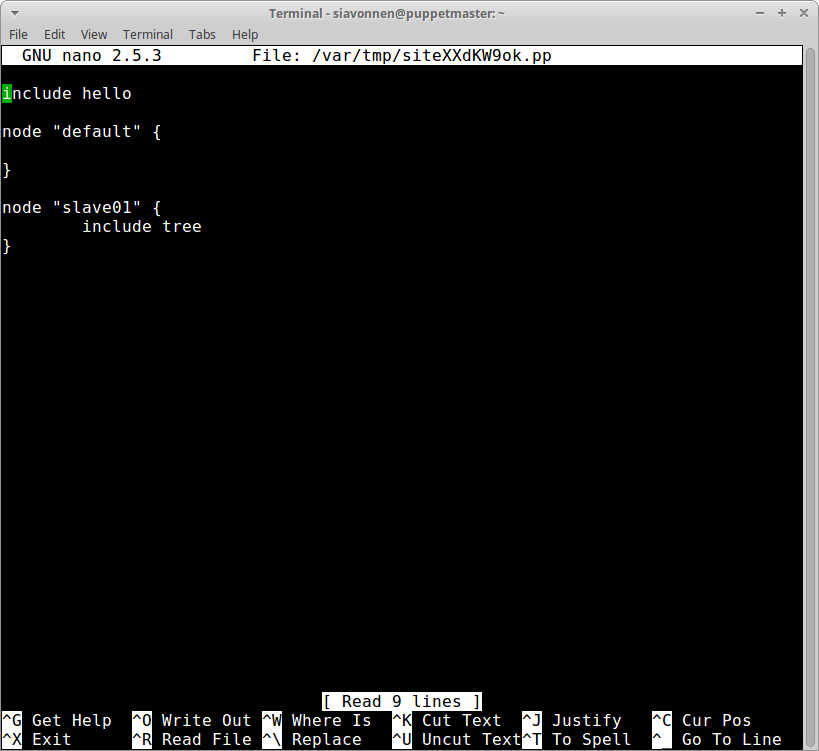 Terminal - siavonnen@puppetmaster: ~
File Edit View Terminal Tabs Help
GNU nano 2.5.3 File: /var/tmp/siteXXdKW9ok.pp
include hello
node "default" {
}
node "slave01" {
include tree
}
[ Read 9 lines ]
^G Get Help ^O Write Out ^W Where Is ^K Cut Text ^J Justify ^C Cur Pos
^X Exit ^R Read File ^\ Replace ^U Uncut Text ^T To Spell ^_ Go To Line